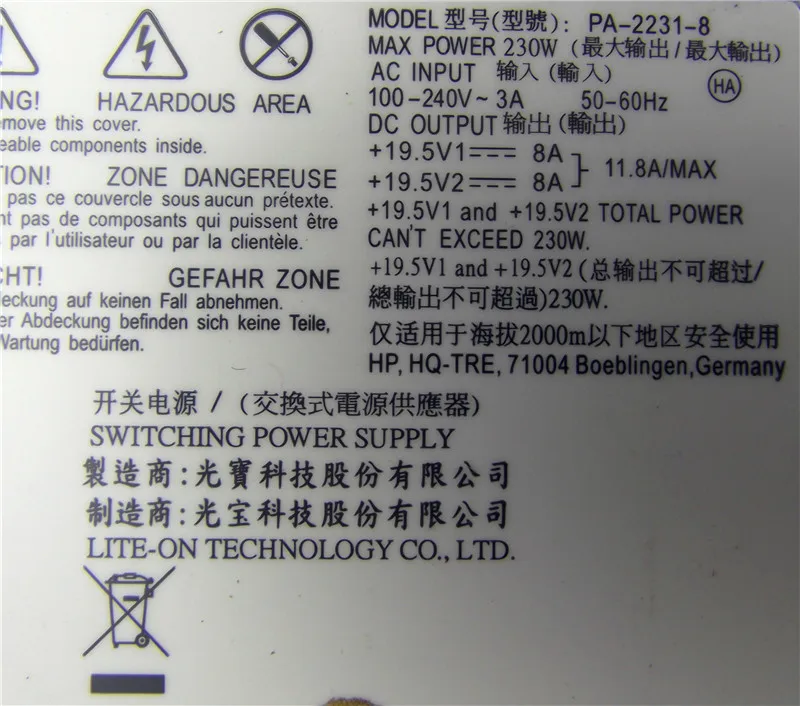 MODEL 型号(型號): PA-2231-8
MAX POWER 230W (最大输出/最大輸出)
AC INPUT 输入 (輸入)
100-240V~3A 50-60Hz
HA
DC OUTPUT 输出 (輸出)
+19.5V1⎓ 8A
+19.5V2⎓ 8A
11.8A/MAX
+19.5V1 and +19.5V2 TOTAL POWER
CAN'T EXCEED 230W.
+19.5V1 and +19.5V2 (总输出不可超过/
總輸出不可超過)230W.
仅适用于海拔2000m以下地区安全使用
HP, HQ-TRE, 71004 Boeblingen,Germany
NG! HAZARDOUS AREA
move this cover.
eable components inside.
ION! ZONE DANGEREUSE
pas ce couvercle sous aucun prétexte.
nt pas de composants qui puissent être
par l'utilisateur ou par la clientèle.
CHT! GEFAHR ZONE
deckung auf keinen Fall abnehmen.
er Abdeckung befinden sich keine Teile,
Wartung bedürfen.
开关电源 / (交換式電源供應器)
SWITCHING POWER SUPPLY
製造商:光寶科技股份有限公司
制造商:光宝科技股份有限公司
LITE-ON TECHNOLOGY CO., LTD.